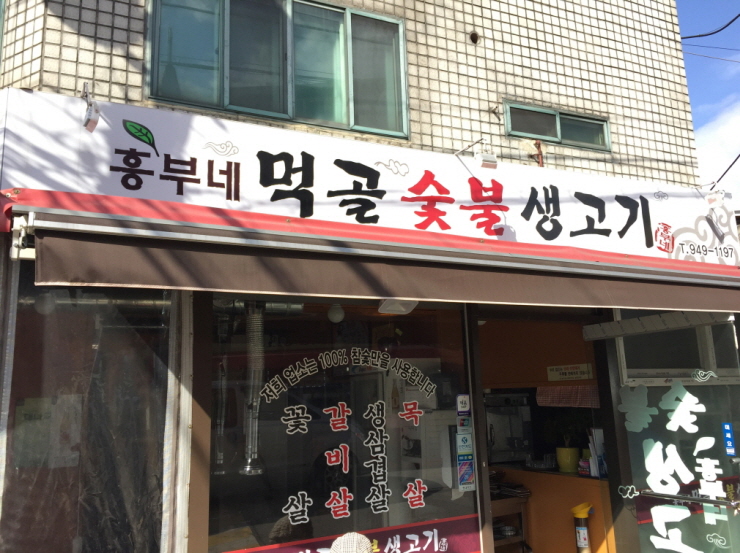 흥부네 먹골 숯불 생고기
T.949-1197
저희 업소는 100% 참숯만을 사용합니다
꽃살
갈비살
생삼겹살
목살
생고기